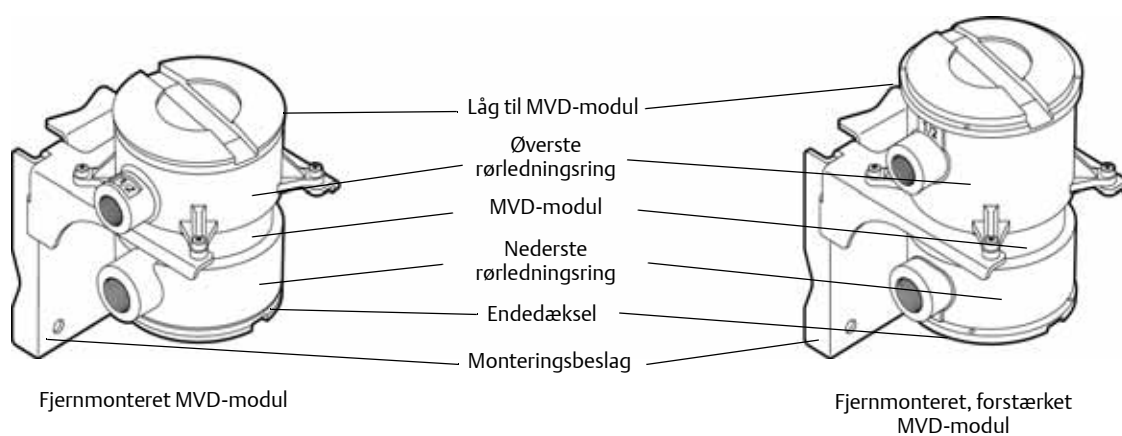 Låg til MVD-modul
Øverste
rørledningsring
MVD-modul
Nederste
rørledningsring
Endedæksel
Monteringsbeslag
Fjernmonteret MVD-modul
Fjernmonteret, forstærket
MVD-modul